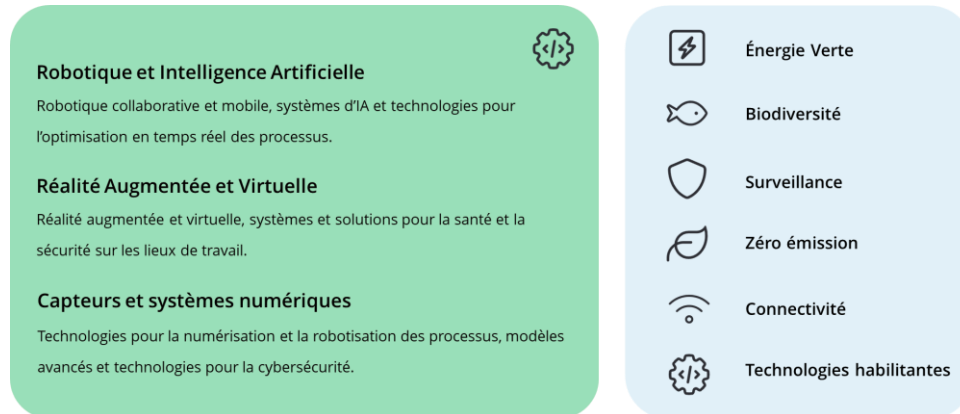 Robotique et Intelligence Artificielle
Robotique collaborative et mobile, systèmes d'IA et technologies pour
l'optimisation en temps réel des processus.
Réalité Augmentée et Virtuelle
Réalité augmentée et virtuelle, systèmes et solutions pour la santé et la
sécurité sur les lieux de travail.
Capteurs et systèmes numériques
Technologies pour la numérisation et la robotisation des processus, modèles
avancés et technologies pour la cybersécurité.
Énergie Verte
Biodiversité
Surveillance
Zéro émission
Connectivité
Technologies habilitantes